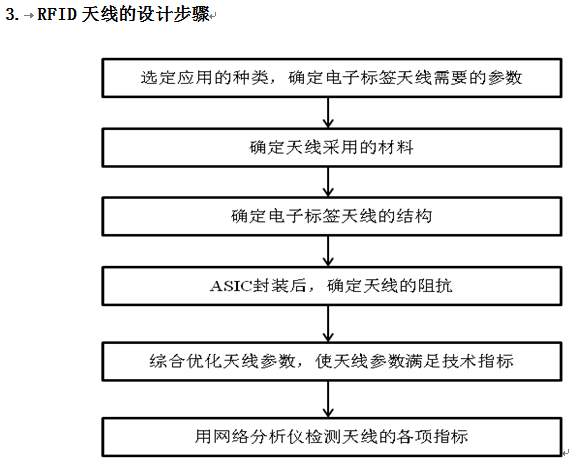 3.→RFID 天线的设计步骤↵
选定应用的种类，确定电子标签天线需要的参数
确定天线采用的材料
确定电子标签天线的结构
ASIC封装后，确定天线的阻抗
综合优化天线参数，使天线参数满足技术指标
用网络分析仪检测天线的各项指标↵